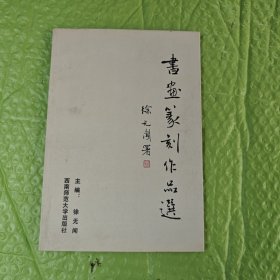 書畫篆刻作品選
徐无聞署
主编：徐无闻
西南师范大学出版社